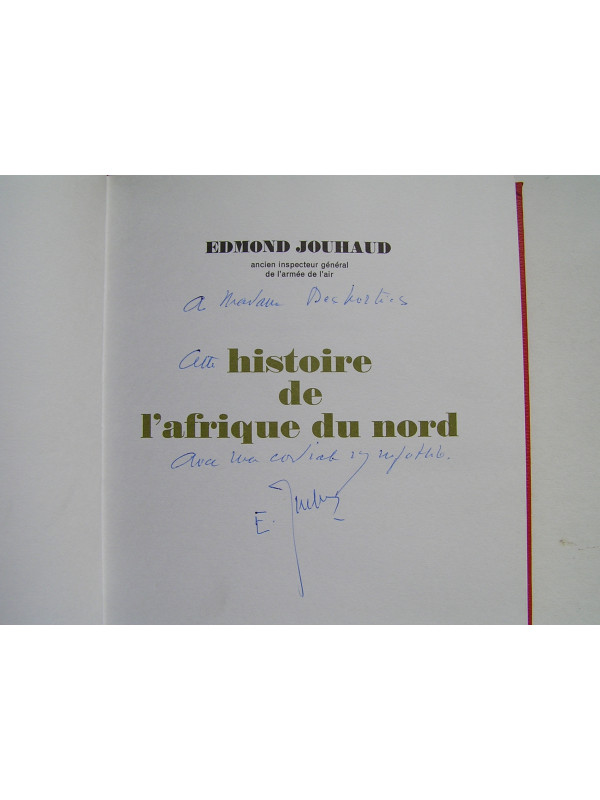 EDMOND JOUHAUD
ancien inspecteur général
de l'armée de l'air
A Madame
Cette histoire
de
l'afrique du nord
Avec ma cordiale sympathie.
E. Jouhaud